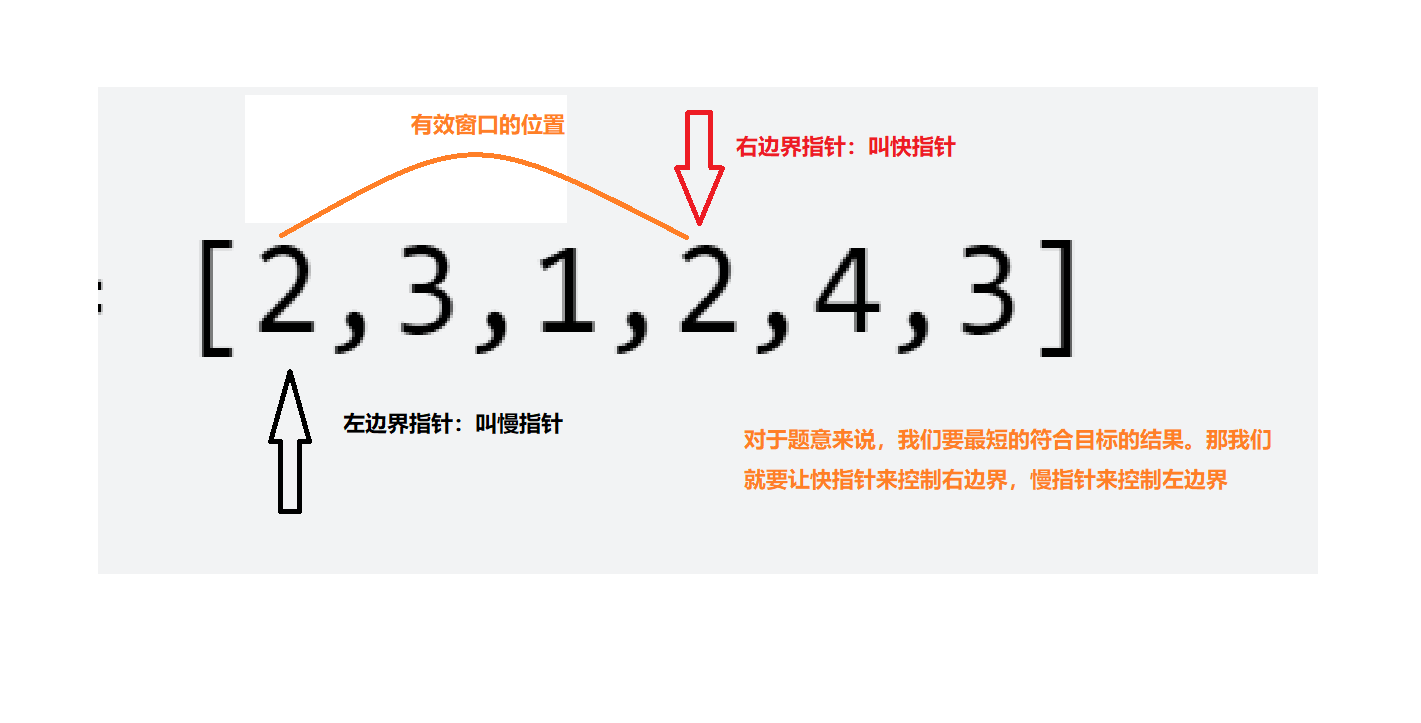 有效窗口的位置
右边界指针：叫快指针
= [2,3,1,2,4,3]
左边界指针：叫慢指针
对于题意来说，我们要最短的符合目标的结果。那我们
就要让快指针来控制右边界，慢指针来控制左边界